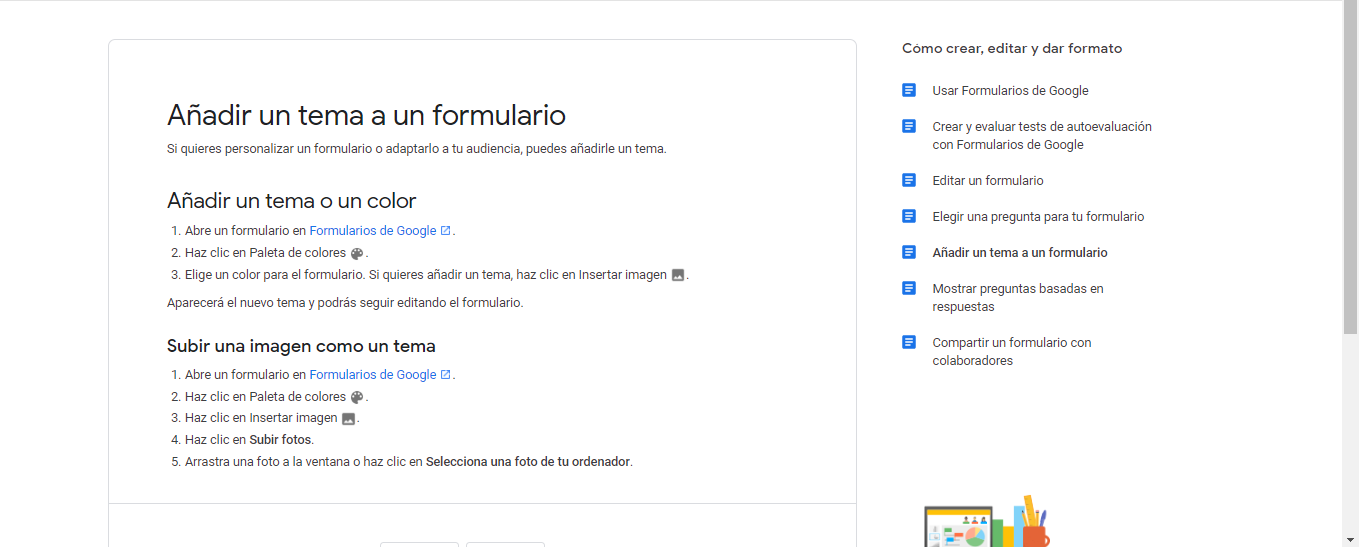 Añadir un tema a un formulario
Si quieres personalizar un formulario o adaptarlo a tu audiencia, puedes añadirle un tema.
Añadir un tema o un color
1. Abre un formulario en Formularios de Google.
2. Haz clic en Paleta de colores.
3. Elige un color para el formulario. Si quieres añadir un tema, haz clic en Insertar imagen.
Aparecerá el nuevo tema y podrás seguir editando el formulario.
Subir una imagen como un tema
1. Abre un formulario en Formularios de Google.
2. Haz clic en Paleta de colores.
3. Haz clic en Insertar imagen.
4. Haz clic en Subir fotos.
5. Arrastra una foto a la ventana o haz clic en Selecciona una foto de tu ordenador.
Cómo crear, editar y dar formato
Usar Formularios de Google
Crear y evaluar tests de autoevaluación
con Formularios de Google
Editar un formulario
Elegir una pregunta para tu formulario
Añadir un tema a un formulario
Mostrar preguntas basadas en
respuestas
Compartir un formulario con
colaboradores